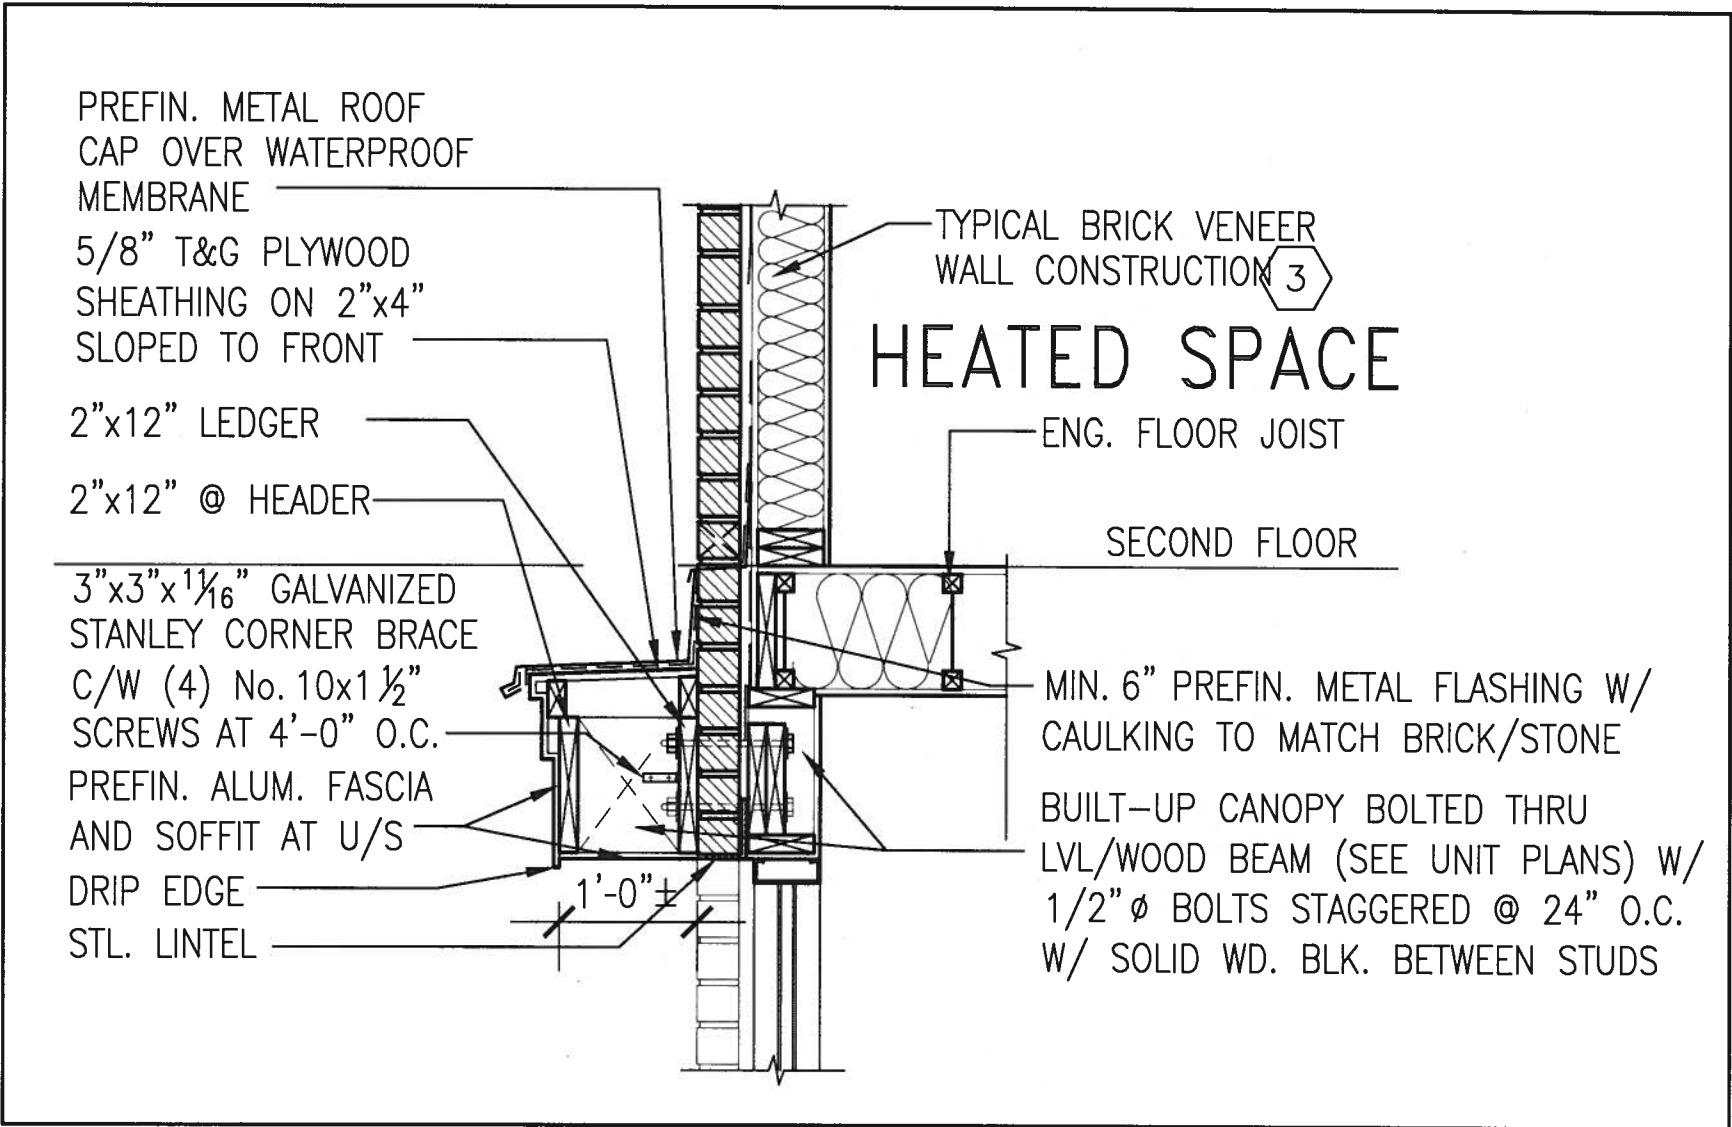 PREFIN. METAL ROOF
CAP OVER WATERPROOF
MEMBRANE
5/8" T&G PLYWOOD
SHEATHING ON 2"x4"
SLOPED TO FRONT
2"x12" LEDGER
2"x12" @ HEADER
3"x3"x11/16" GALVANIZED
STANLEY CORNER BRACE
C/W (4) No.10x1 1/2"
SCREWS AT 4'-0" O.C.
PREFIN. ALUM. FASCIA
AND SOFFIT AT U/S
DRIP EDGE
STL. LINTEL
1'-0"±
TYPICAL BRICK VENEER
WALL CONSTRUCTION 3
HEATED SPACE
ENG. FLOOR JOIST
SECOND FLOOR
MIN. 6" PREFIN. METAL FLASHING W/
CAULKING TO MATCH BRICK/STONE
BUILT-UP CANOPY BOLTED THRU
LVL/WOOD BEAM (SEE UNIT PLANS) W/
1/2"ø BOLTS STAGGERED @ 24" O.C.
W/ SOLID WD. BLK. BETWEEN STUDS